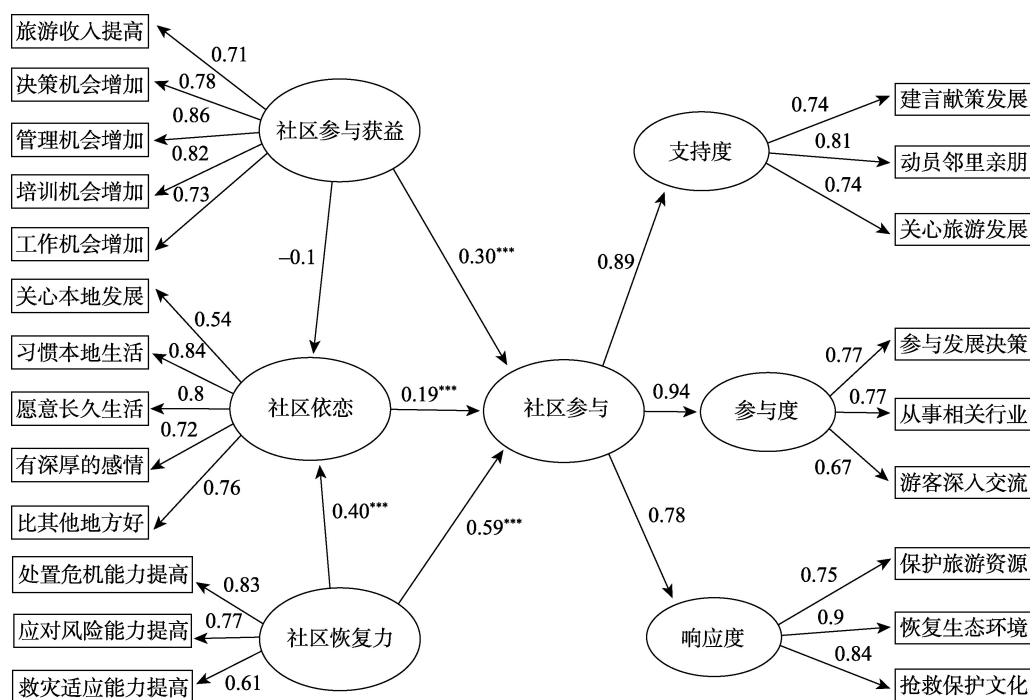 旅游收入提高
决策机会增加
管理机会增加
培训机会增加
工作机会增加
0.71
0.78
0.86
0.82
0.73
社区参与获益
−0.1
0.30***
关心本地发展
习惯本地生活
愿意长久生活
有深厚的感情
比其他地方好
0.54
0.84
0.8
0.72
0.76
社区依恋
0.19***
0.40***
0.59***
处置危机能力提高
应对风险能力提高
救灾适应能力提高
0.83
0.77
0.61
社区恢复力
社区参与
0.89
0.94
0.78
支持度
0.74
0.81
0.74
建言献策发展
动员邻里亲朋
关心旅游发展
参与度
0.77
0.77
0.67
参与发展决策
从事相关行业
游客深入交流
响应度
0.75
0.9
0.84
保护旅游资源
恢复生态环境
抢救保护文化